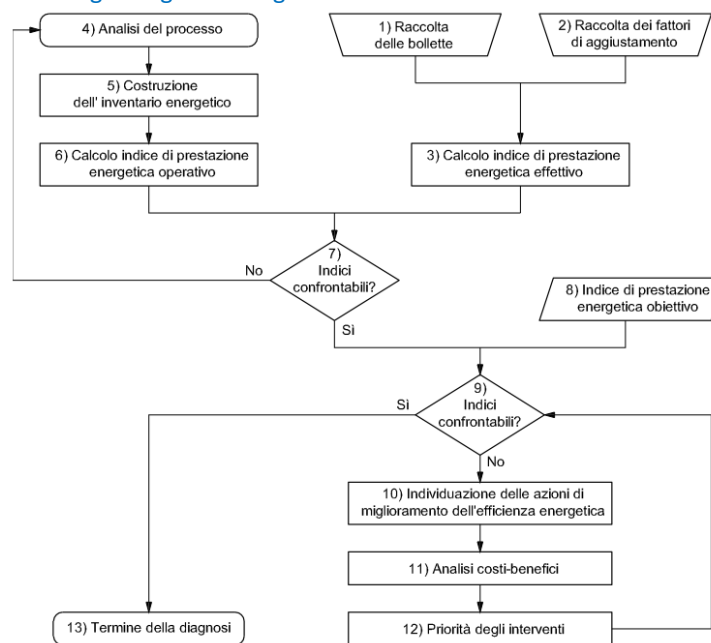 4) Analisi del processo
1) Raccolta
delle bollette
2) Raccolta dei fattori
di aggiustamento
5) Costruzione
dell' inventario energetico
6) Calcolo indice di prestazione
energetica operativo
3) Calcolo indice di prestazione
energetica effettivo
7)
Indici
confrontabili?
No
Sì
8) Indice di prestazione
energetica obiettivo
9)
Indici
confrontabili?
Sì
No
10) Individuazione delle azioni di
miglioramento dell'efficienza energetica
11) Analisi costi-benefici
12) Priorità degli interventi
13) Termine della diagnosi